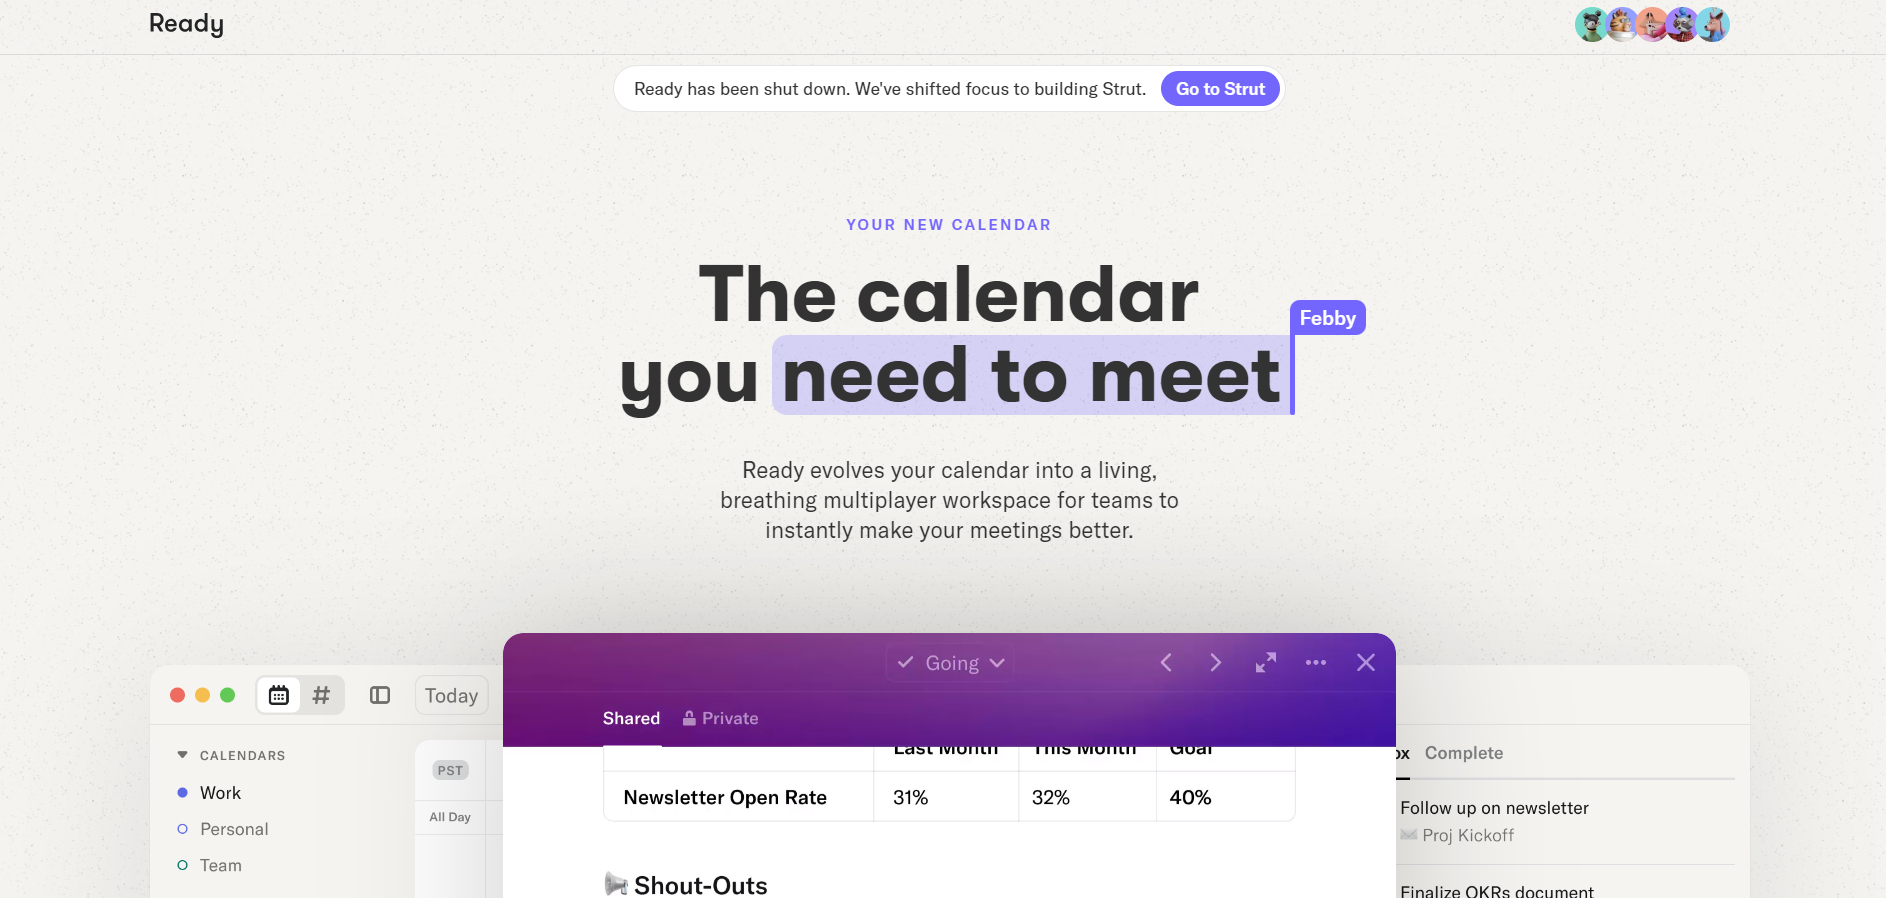 Ready
Ready has been shut down. We've shifted focus to building Strut.
Go to Strut
YOUR NEW CALENDAR
The calendar
you need to meet
Febby
Ready evolves your calendar into a living,
breathing multiplayer workspace for teams to
instantly make your meetings better.
Going
Today
Shared
Private
CALENDARS
Work
Personal
Team
PST
All Day
Last Month This Month Goal
Newsletter Open Rate 31% 32% 40%
Shout-Outs
Complete
Follow up on newsletter
Proj Kickoff
Finalize OKRs document